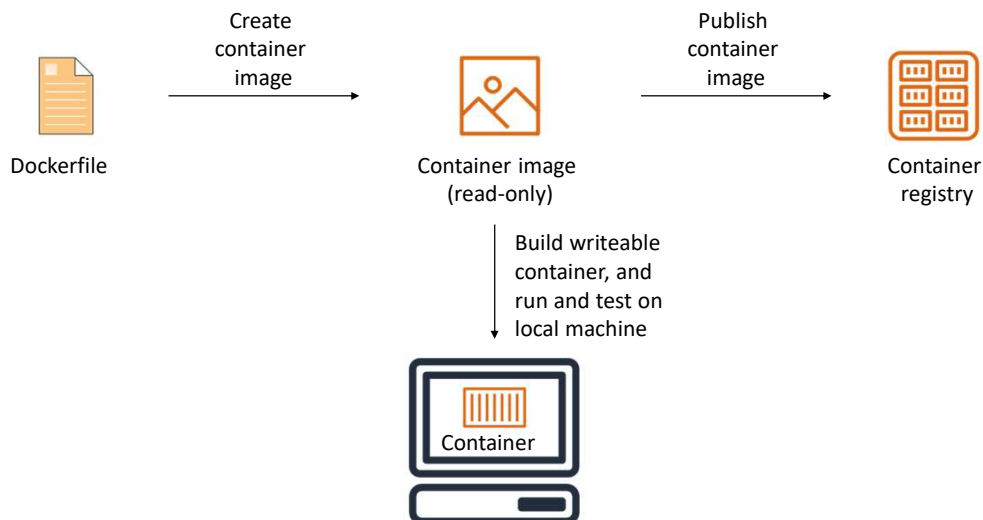 Create
container
image
Publish
container
image
Dockerfile
Container image
(read-only)
Container
registry
Build writeable
container, and
run and test on
local machine
Container